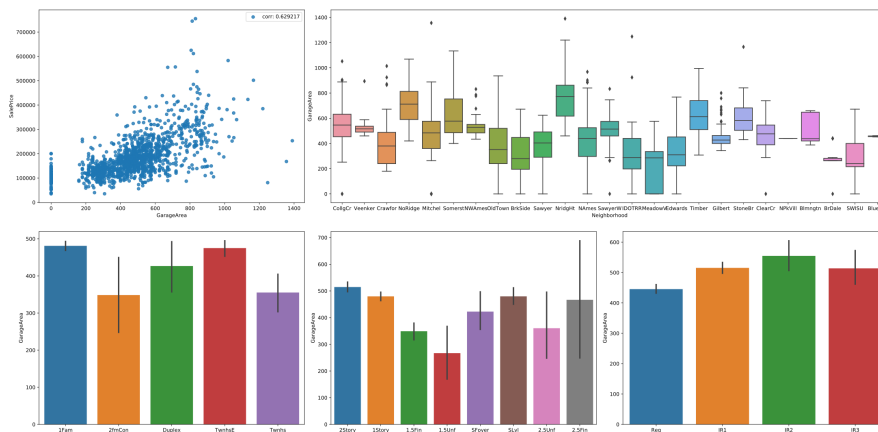 corr: 0.629217
700000
600000
500000
400000
300000
200000
100000
0
SalePrice
0
200
400
600
800
1000
1200
1400
GarageArea
1400
1200
1000
800
600
400
200
0
GarageArea
CollgCr
Veenker
Crawfor
NoRidge
Mitchel
Somerst
NWAmes
OldTown
BrkSide
Sawyer
NridgHt
NAmes
SawyerW
IDOTRR
MeadowV
Edwards
Timber
Gilbert
StoneBr
ClearCr
NPkVill
Blmngtn
BrDale
SWISU
Blue
Neighborhood
500
400
300
200
100
0
GarageArea
1Fam
2fmCon
Duplex
TwnhsE
Twnhs
700
600
500
400
300
200
100
0
GarageArea
2Story
1Story
1.5Fin
1.5Unf
SFoyer
SLvl
2.5Unf
2.5Fin
600
500
400
300
200
100
0
GarageArea
Reg
IR1
IR2
IR3